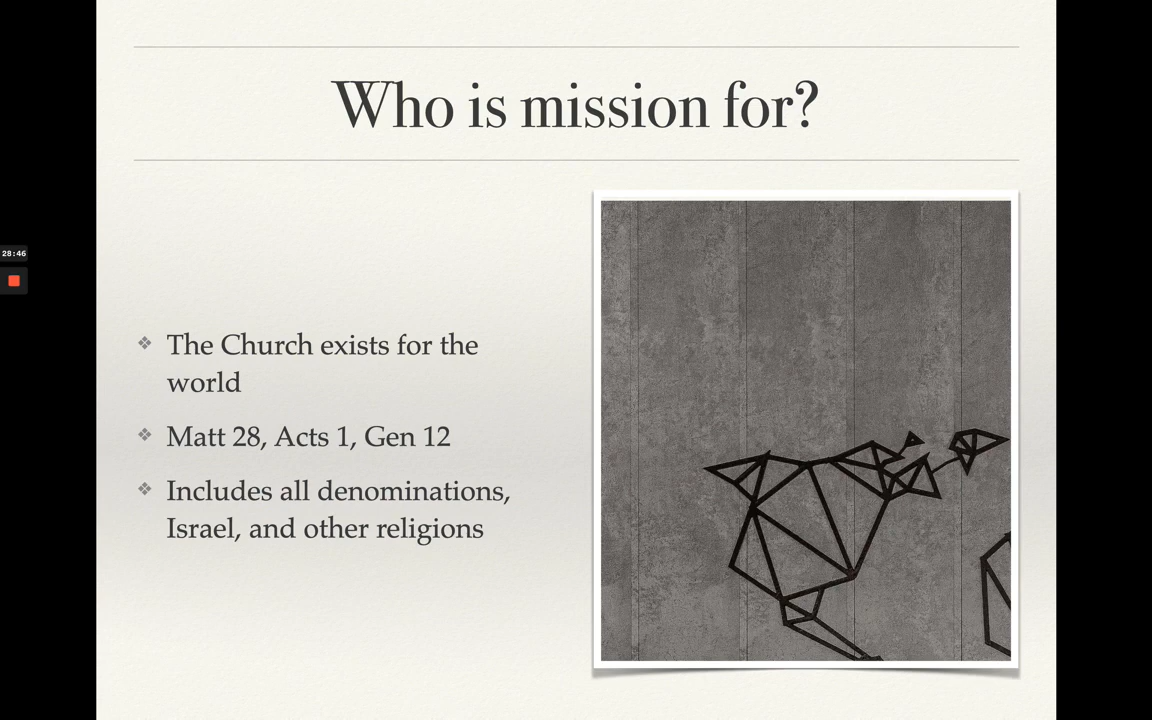 Who is mission for?
28:46
The Church exists for the
world
Matt 28, Acts 1, Gen 12
Includes all denominations,
Israel, and other religions